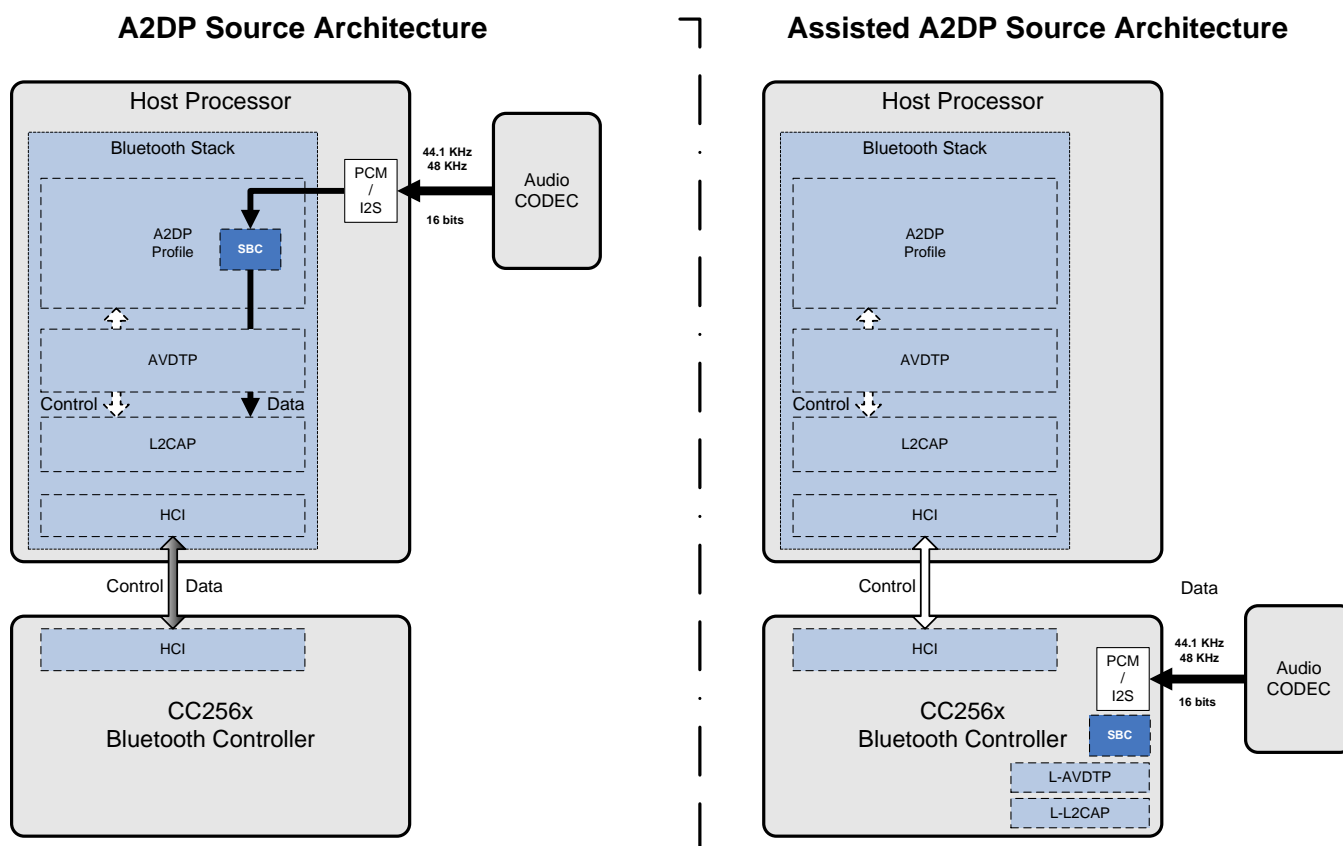 A2DP Source Architecture
Host Processor
Bluetooth Stack
A2DP
Profile
SBC
PCM
/
I2S
44.1 KHz
48 KHz
16 bits
Audio
CODEC
AVDTP
Control
Data
L2CAP
HCI
Control
Data
HCI
CC256x
Bluetooth Controller
Assisted A2DP Source Architecture
Host Processor
Bluetooth Stack
A2DP
Profile
AVDTP
Control
L2CAP
HCI
Control
Data
HCI
PCM
/
I2S
44.1 KHz
48 KHz
16 bits
Audio
CODEC
CC256x
Bluetooth Controller
SBC
L-AVDTP
L-L2CAP